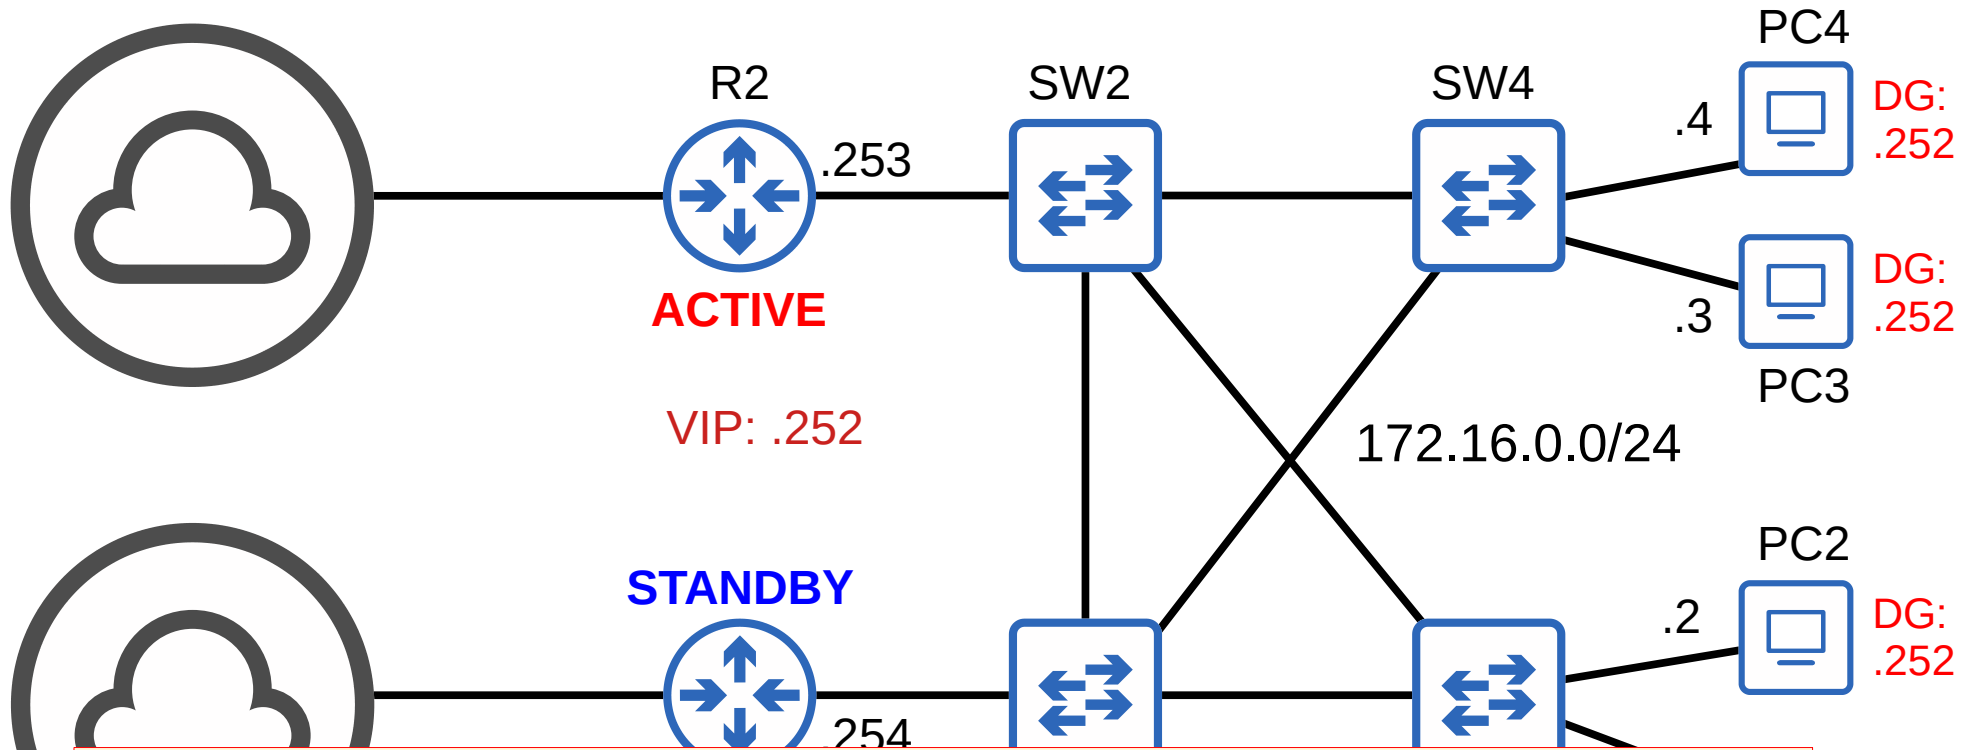 PC4
R2
SW2
SW4
DG:
.252
.4
.253
DG:
.252
.3
ACTIVE
PC3
VIP: .252
172.16.0.0/24
PC2
STANDBY
DG:
.252
.2
.254